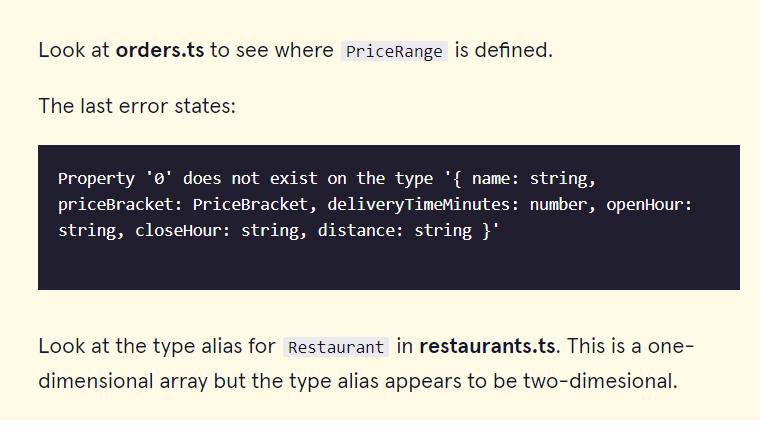 Look at orders.ts to see where PriceRange is defined.
The last error states:
Property '0' does not exist on the type '{ name: string,
priceBracket: PriceBracket, deliveryTimeMinutes: number, openHour:
string, closeHour: string, distance: string }'
Look at the type alias for Restaurant in restaurants.ts. This is a one-
dimensional array but the type alias appears to be two-dimesional.